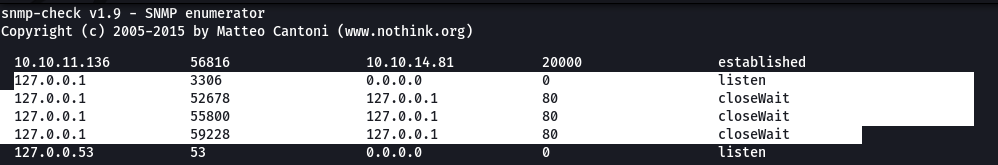 snmp-check v1.9 - SNMP enumerator
Copyright (c) 2005-2015 by Matteo Cantoni (www.nothink.org)
10.10.11.136 56816 10.10.14.81 20000 established
127.0.0.1 3306 0.0.0.0 0 listen
127.0.0.1 52678 127.0.0.1 80 closeWait
127.0.0.1 55800 127.0.0.1 80 closeWait
127.0.0.1 59228 127.0.0.1 80 closeWait
127.0.0.53 53 0.0.0.0 0 listen